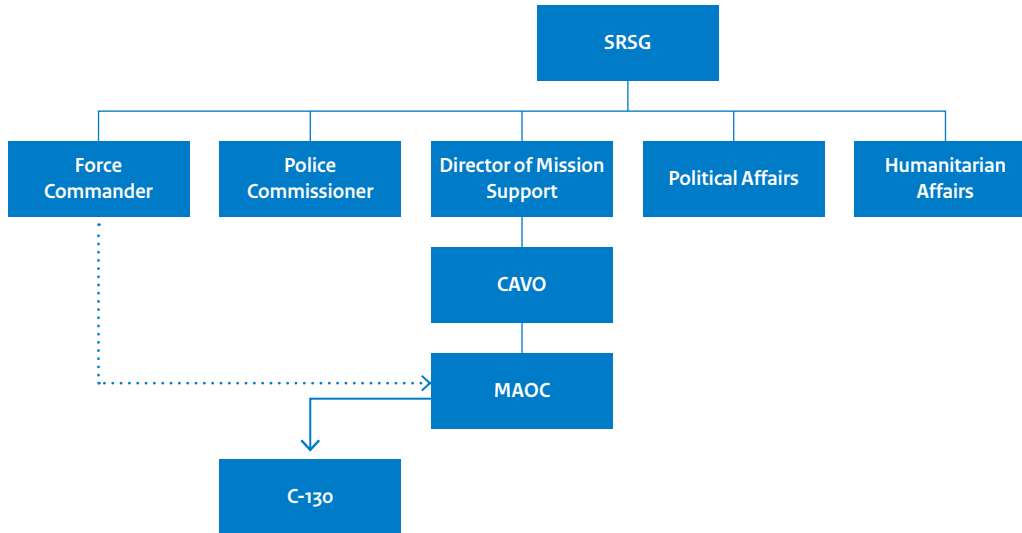 SRSG
Force
Commander
Police
Commissioner
Director of Mission
Support
Political Affairs
Humanitarian
Affairs
CAVO
MAOC
C-130